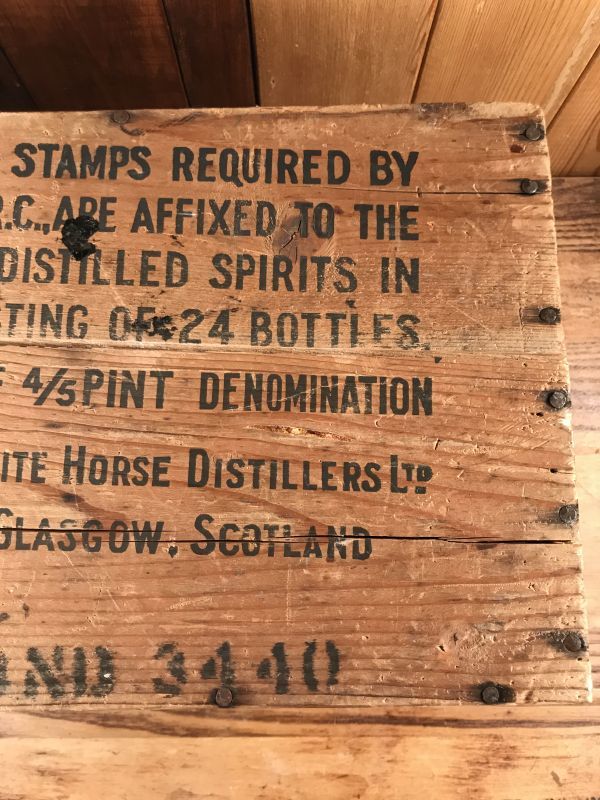 STAMPS REQUIRED BY
R.C., ARE AFFIXED TO THE
DISTILLED SPIRITS IN
TING OF 24 BOTTLES.
4/5 PINT DENOMINATION
ITE HORSE DISTILLERS LTD
GLASGOW, SCOTLAND
AND 3440